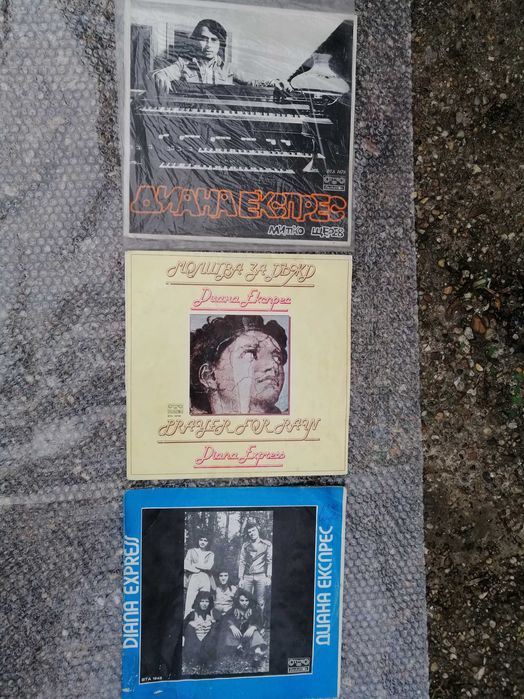 ДИАНА ЕКСПРЕС
МИТКО ЩЕРЕВ
МОЛИТВА ЗА ДЪЖД
Диана Експрес
PRAYER FOR RAIN
Diana Express
DIANA EXPRESS
ДИАНА ЕКСПРЕС